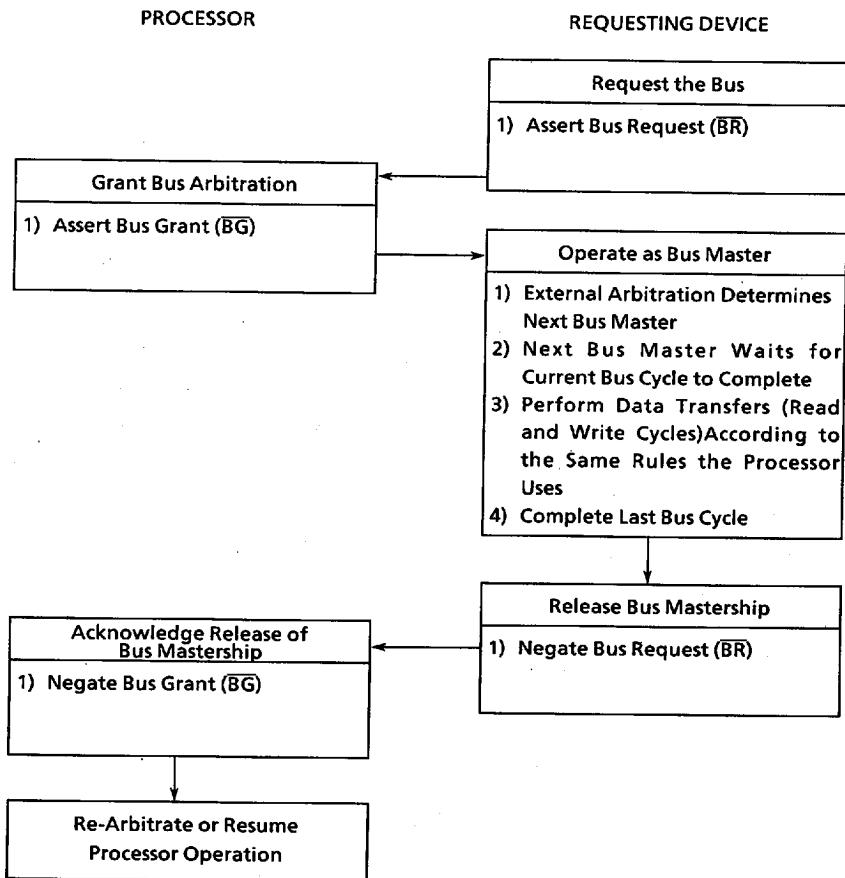 PROCESSOR
REQUESTING DEVICE
Request the Bus
1) Assert Bus Request (B̅R̅)
Grant Bus Arbitration
1) Assert Bus Grant (B̅G̅)
Operate as Bus Master
1) External Arbitration Determines
Next Bus Master
2) Next Bus Master Waits for
Current Bus Cycle to Complete
3) Perform Data Transfers (Read
and Write Cycles)According to
the Same Rules the Processor
Uses
4) Complete Last Bus Cycle
Release Bus Mastership
1) Negate Bus Request (B̅R̅)
Acknowledge Release of
Bus Mastership
1) Negate Bus Grant (B̅G̅)
Re-Arbitrate or Resume
Processor Operation